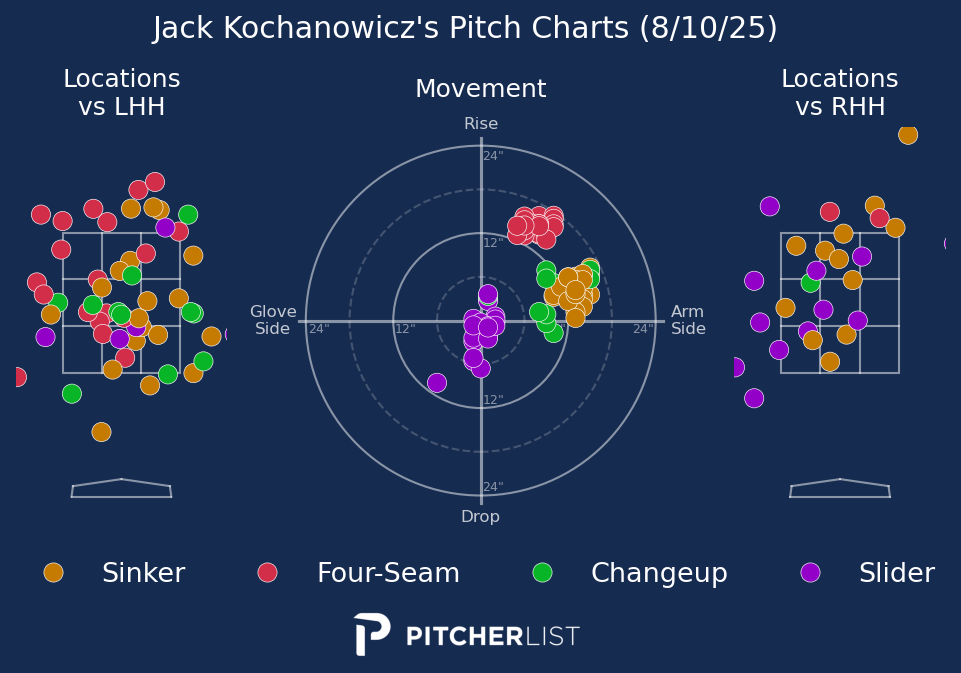 Jack Kochanowicz's Pitch Charts (8/10/25)
Locations
vs LHH
Movement
Locations
vs RHH
Rise
24"
12"
Glove
Side
24"
12"
24"
Arm
Side
12"
24"
Drop
Sinker
Four-Seam
Changeup
Slider
PITCHERLIST